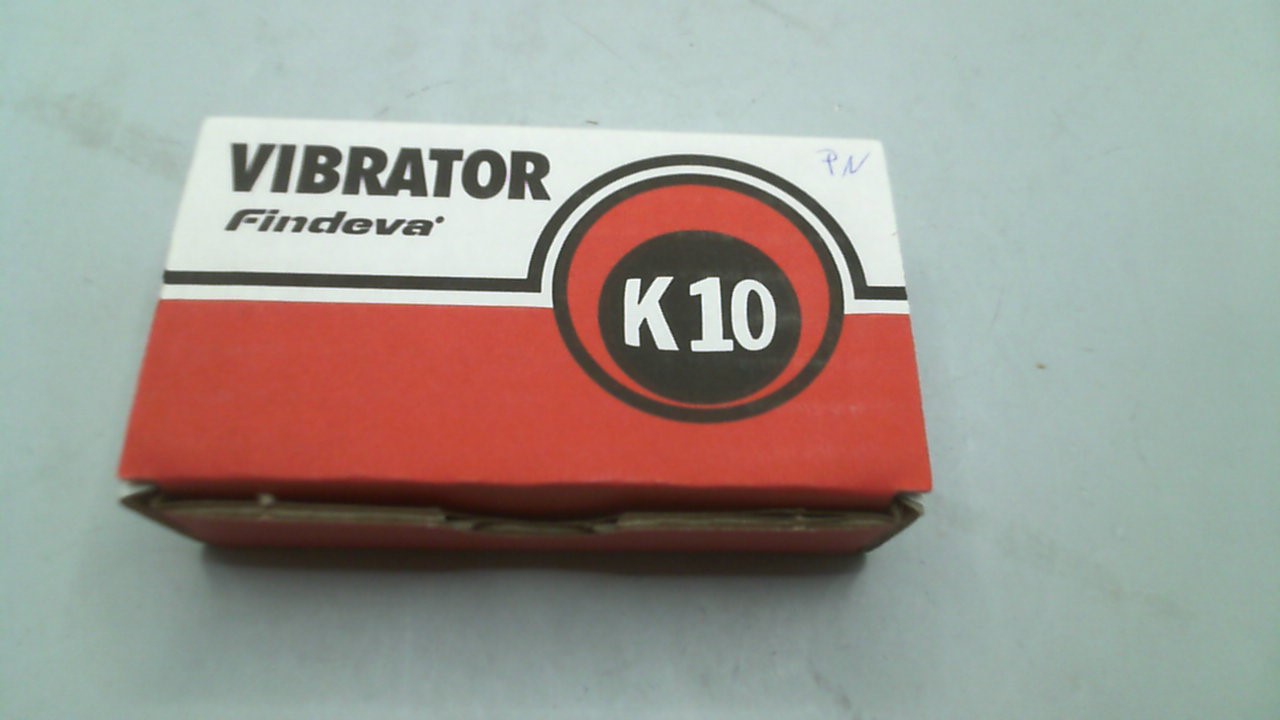 VIBRATOR
Findeva
K10
PN